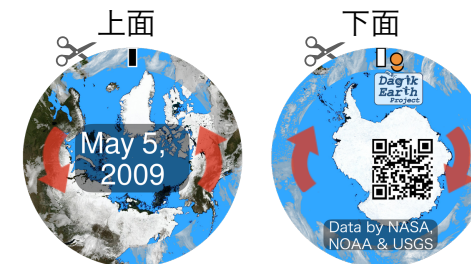 上面
下面
May 5,
2009
Dagik
Earth
Project
Data by NASA,
NOAA & USGS